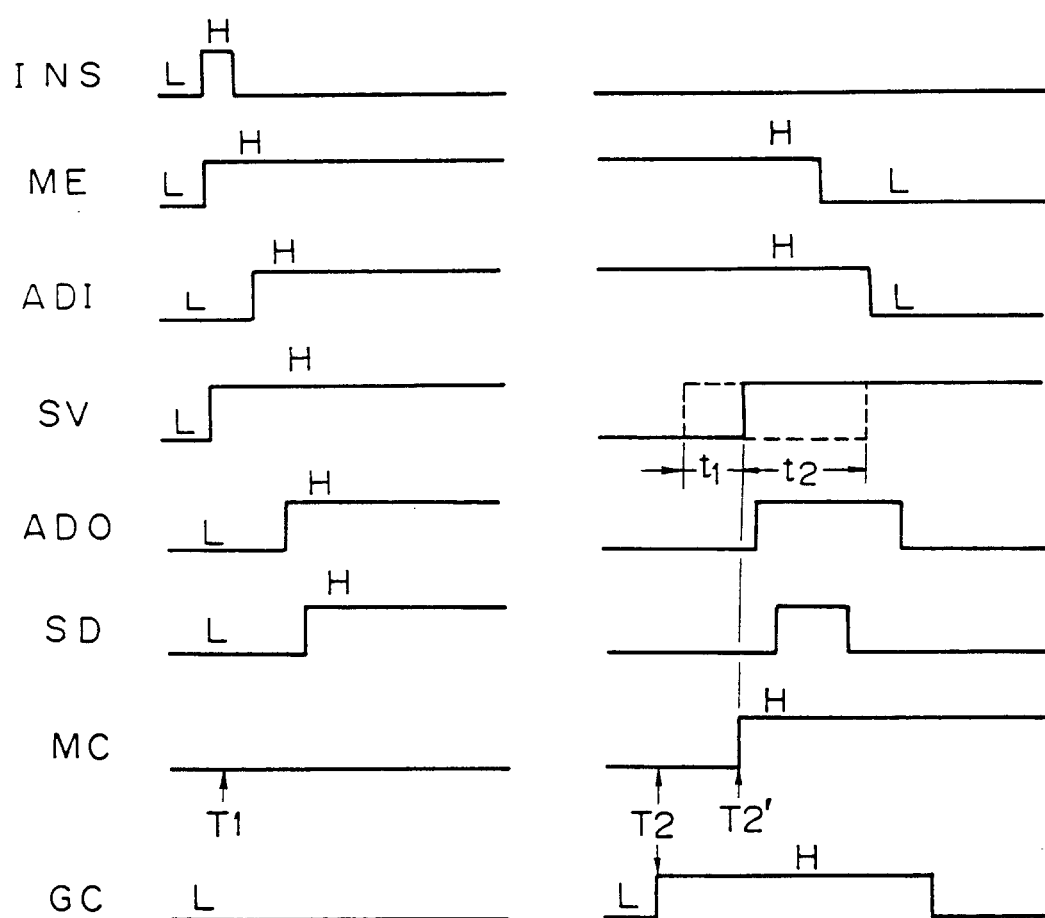 H
INS L
H H
ME L L
H H
ADI L L
H
SV L
t1 t2
H
ADO L
H
SD L
H
MC
T1 T2 T2'
H
GC L L